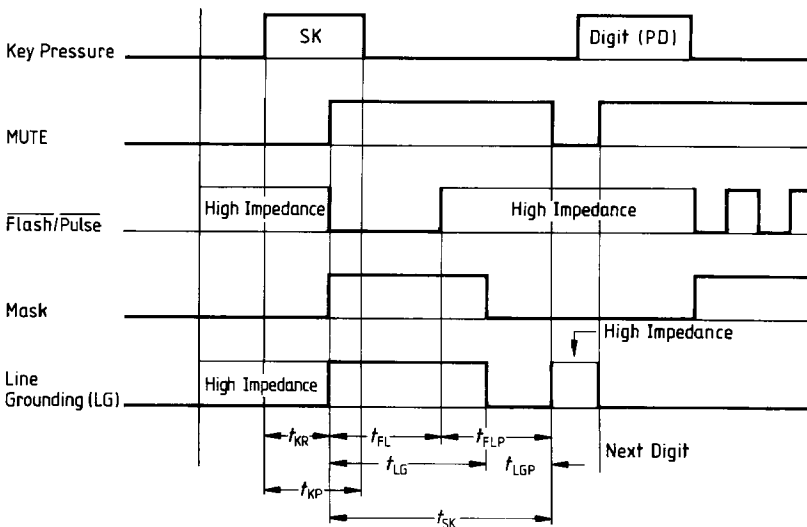 SK
Digit (PD)
Key Pressure
MUTE
High Impedance
High Impedance
Flash/Pulse
Mask
High Impedance
Line
Grounding (LG)
High Impedance
tKR
tFL
tFLP
Next Digit
tLG
tLGP
tKP
tSK